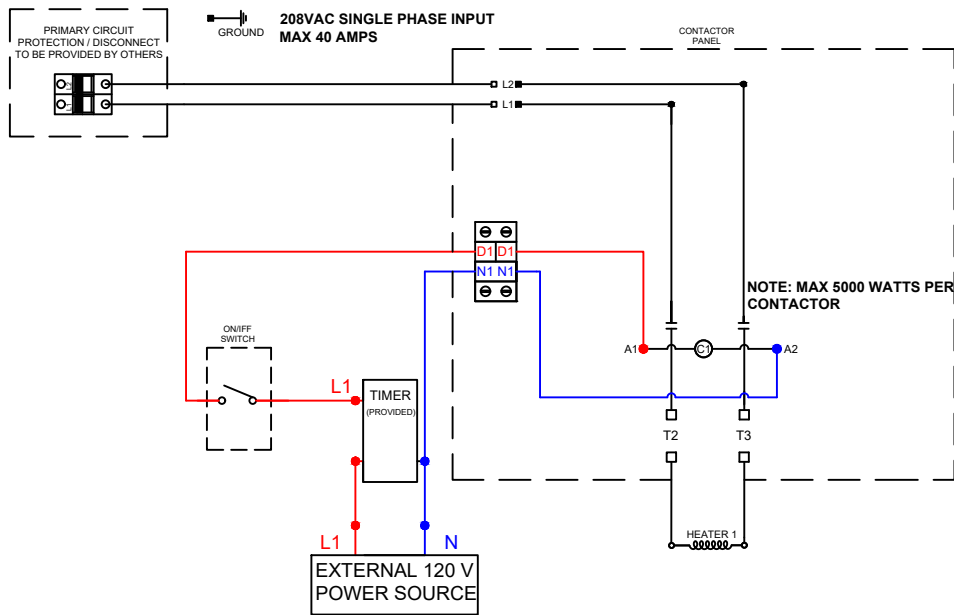 PRIMARY CIRCUIT
PROTECTION / DISCONNECT
TO BE PROVIDED BY OTHERS
L2
L1
GROUND
208VAC SINGLE PHASE INPUT
MAX 40 AMPS
CONTACTOR
PANEL
L2
L1
D1 D1
N1 N1
NOTE: MAX 5000 WATTS PER
CONTACTOR
A1 C1 A2
ON/IFF
SWITCH
L1
TIMER
(PROVIDED)
T2 T3
HEATER 1
L1 N
EXTERNAL 120 V
POWER SOURCE